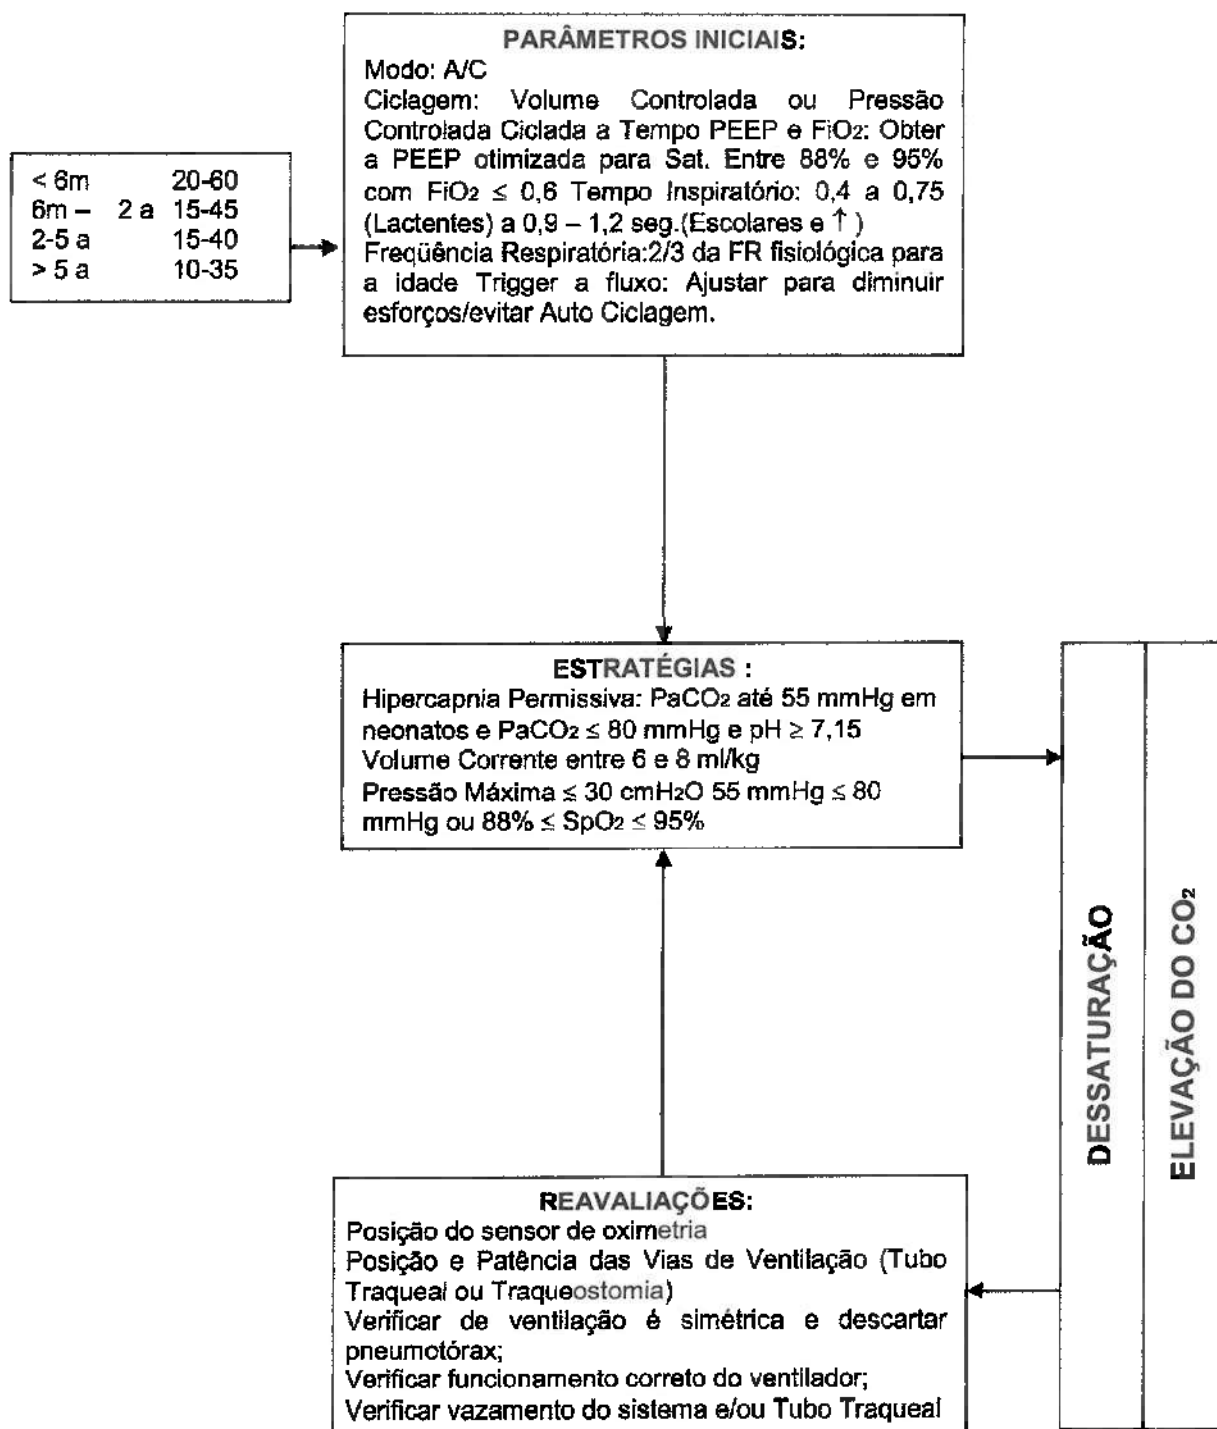 PARÂMETROS INICIAIS:
Modo: A/C
Ciclagem: Volume Controlada ou Pressão
Controlada Ciclada a Tempo PEEP e FiO2: Obter
a PEEP otimizada para Sat. Entre 88% e 95%
com FiO2 ≤ 0,6 Tempo Inspiratório: 0,4 a 0,75
(Lactentes) a 0,9 – 1,2 seg.(Escolares e ↑ )
Freqüência Respiratória:2/3 da FR fisiológica para
a idade Trigger a fluxo: Ajustar para diminuir
esforços/evitar Auto Ciclagem.
< 6m 20-60
6m – 2 a 15-45
2-5 a 15-40
> 5 a 10-35
ESTRATÉGIAS :
Hipercapnia Permissiva: PaCO2 até 55 mmHg em
neonatos e PaCO2 ≤ 80 mmHg e pH ≥ 7,15
Volume Corrente entre 6 e 8 ml/kg
Pressão Máxima ≤ 30 cmH2O 55 mmHg ≤ 80
mmHg ou 88% ≤ SpO2 ≤ 95%
DESSATURAÇÃO
ELEVAÇÃO DO CO2
REAVALIAÇÕES:
Posição do sensor de oximetria
Posição e Patência das Vias de Ventilação (Tubo
Traqueal ou Traqueostomia)
Verificar de ventilação é simétrica e descartar
pneumotórax;
Verificar funcionamento correto do ventilador;
Verificar vazamento do sistema e/ou Tubo Traqueal